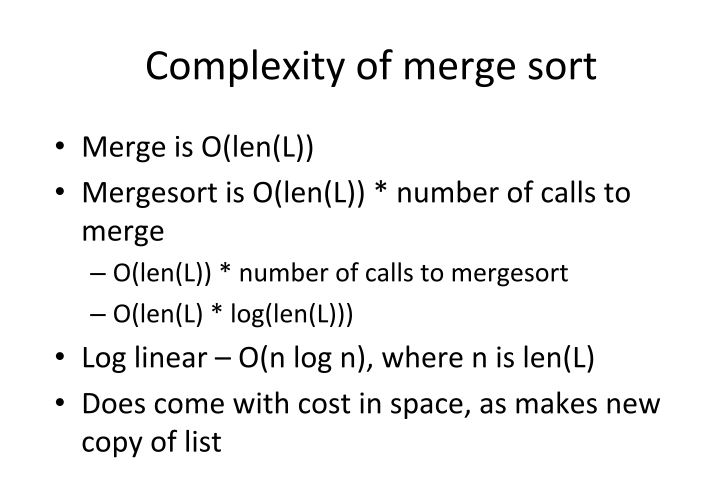 Complexity of merge sort
• Merge is O(len(L))
• Mergesort is O(len(L)) * number of calls to
merge
– O(len(L)) * number of calls to mergesort
– O(len(L) * log(len(L)))
• Log linear – O(n log n), where n is len(L)
• Does come with cost in space, as makes new
copy of list